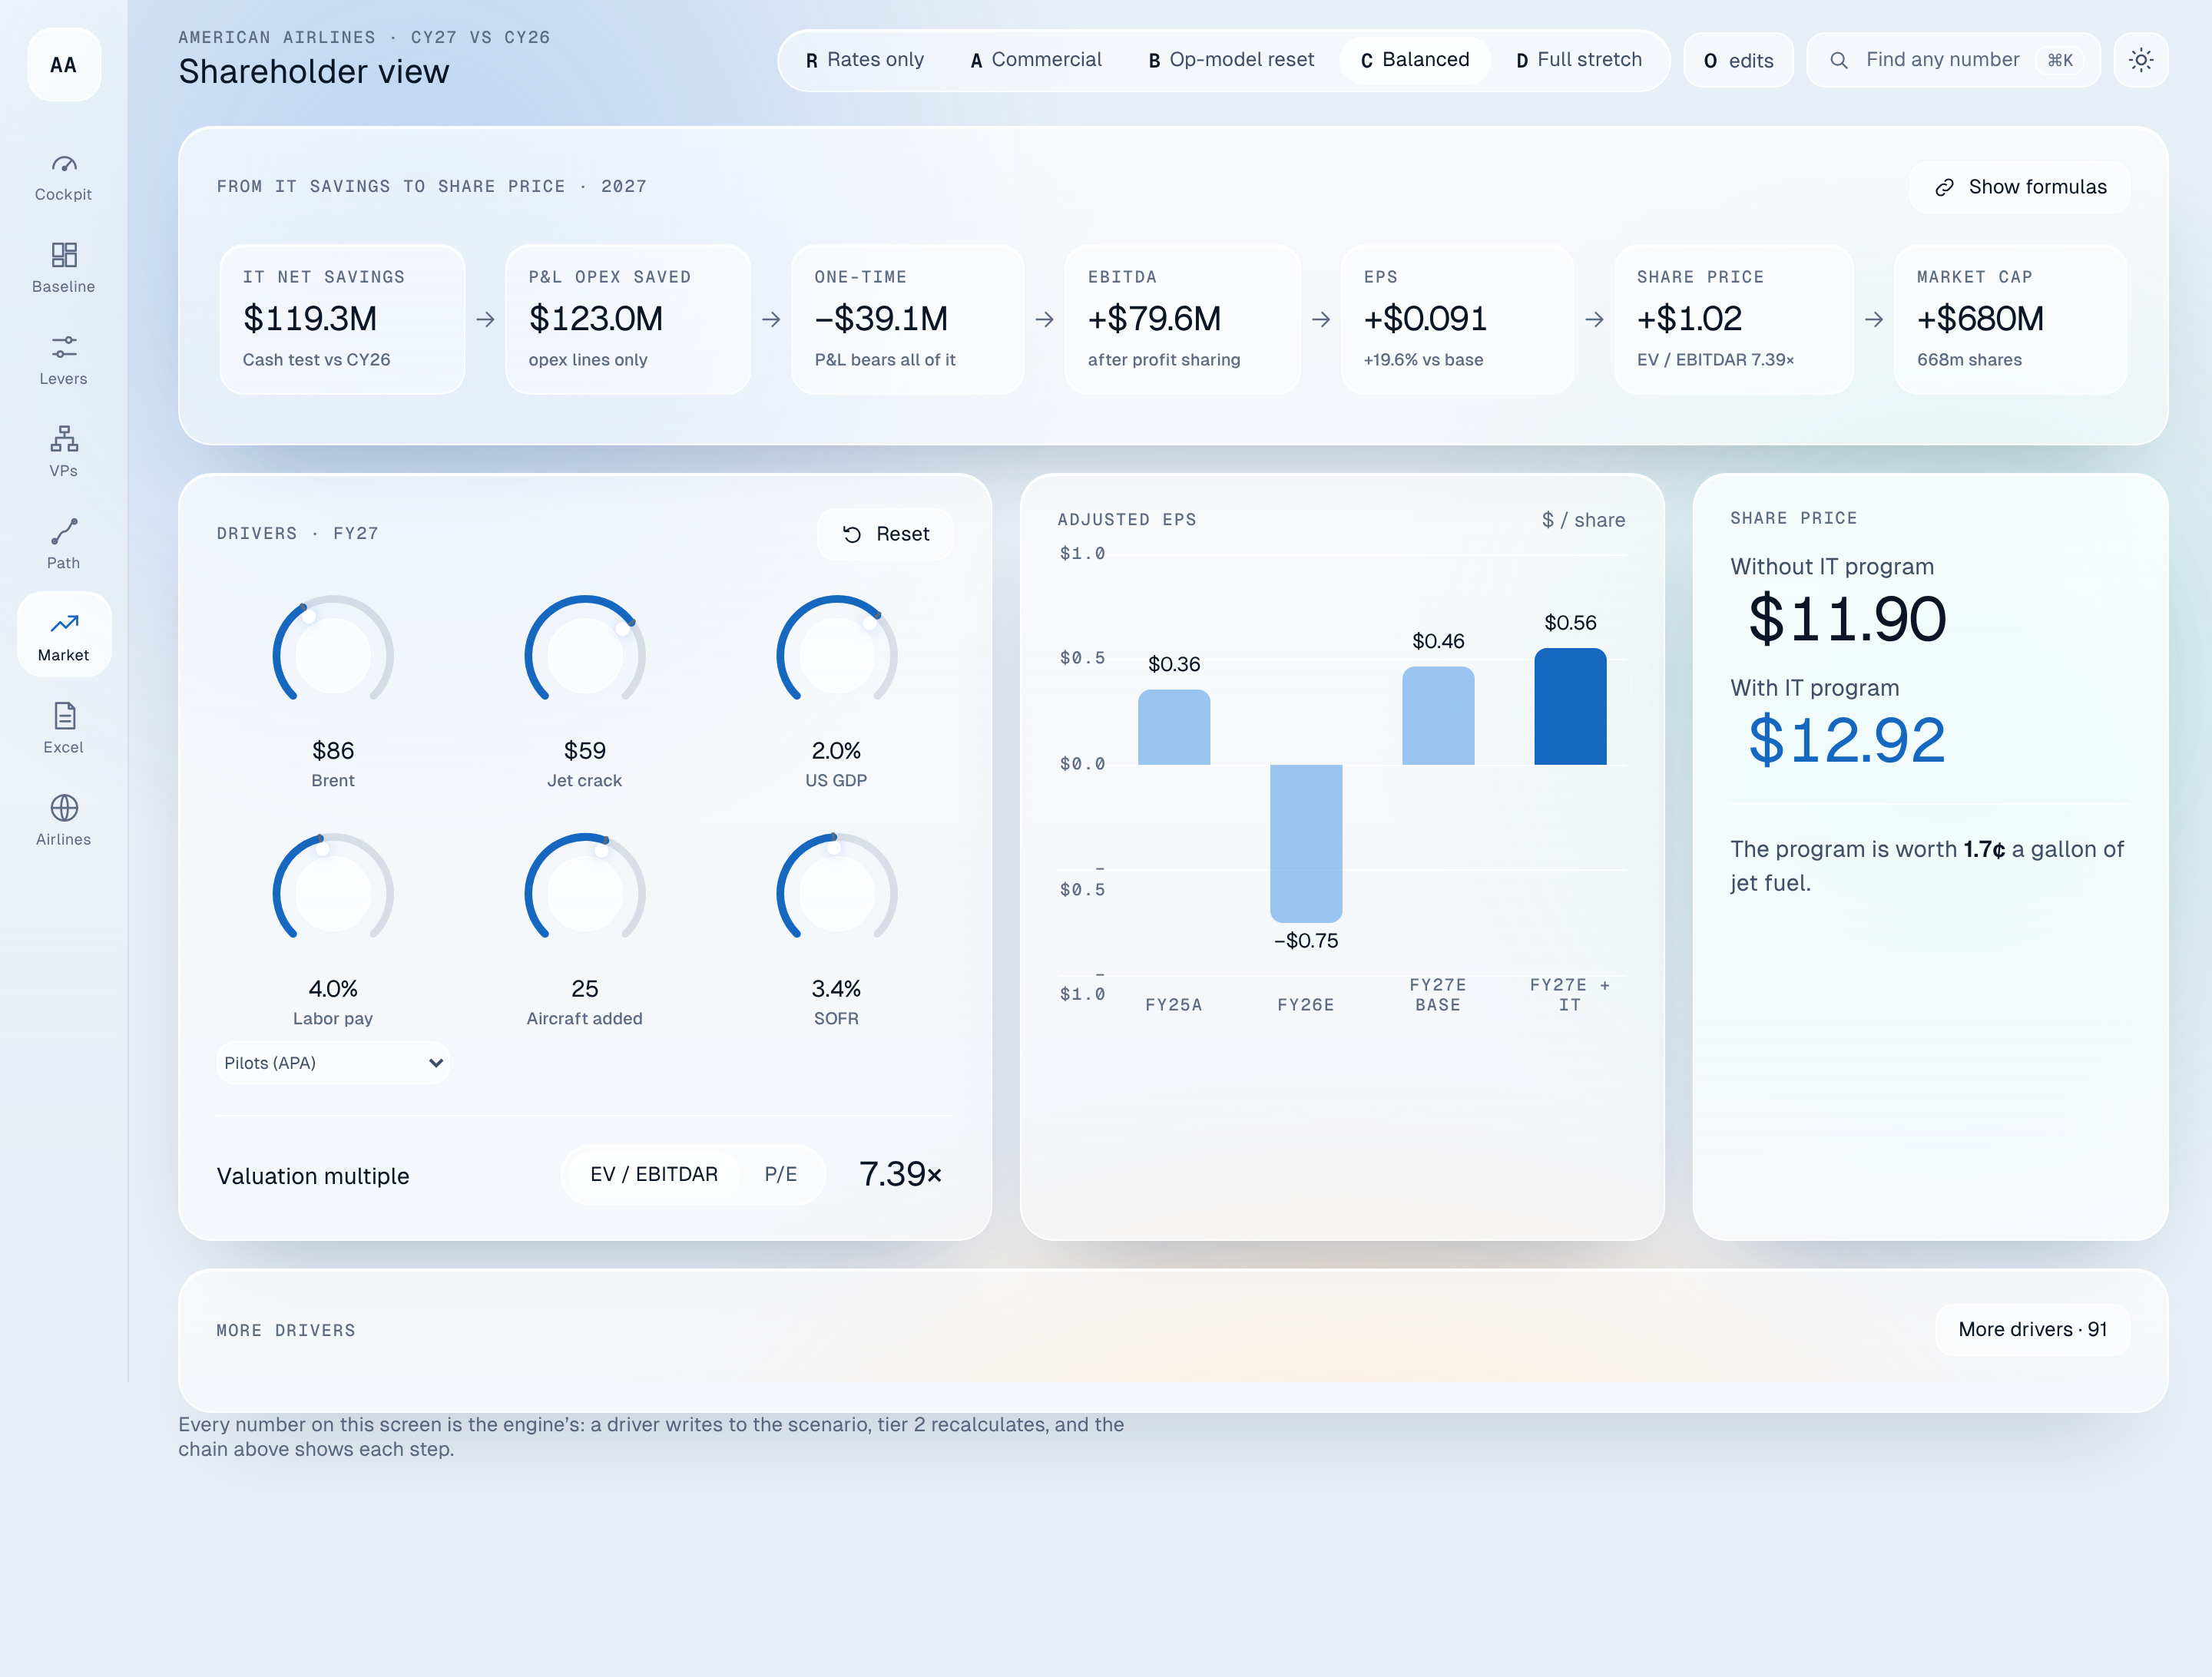 AA
Cockpit
Baseline
Levers
VPs
Path
Market
Excel
Airlines
AMERICAN AIRLINES · CY27 VS CY26
Shareholder view
R Rates only
A Commercial
B Op-model reset
C Balanced
D Full stretch
0 edits
Find any number ⌘K
FROM IT SAVINGS TO SHARE PRICE · 2027
Show formulas
IT NET SAVINGS
$119.3M
Cash test vs CY26
→
P&L OPEX SAVED
$123.0M
opex lines only
→
ONE-TIME
−$39.1M
P&L bears all of it
→
EBITDA
+$79.6M
after profit sharing
→
EPS
+$0.091
+19.6% vs base
→
SHARE PRICE
+$1.02
EV / EBITDAR 7.39×
→
MARKET CAP
+$680M
668m shares
DRIVERS · FY27
Reset
$86
Brent
$59
Jet crack
2.0%
US GDP
4.0%
Labor pay
25
Aircraft added
3.4%
SOFR
Pilots (APA)
Valuation multiple
EV / EBITDAR
P/E
7.39×
ADJUSTED EPS
$ / share
$1.0
$0.5
$0.0
−
$0.5
−
$1.0
$0.36
−$0.75
$0.46
$0.56
FY25A
FY26E
FY27E
BASE
FY27E +
IT
SHARE PRICE
Without IT program
$11.90
With IT program
$12.92
The program is worth 1.7¢ a gallon of
jet fuel.
MORE DRIVERS
More drivers · 91
Every number on this screen is the engine’s: a driver writes to the scenario, tier 2 recalculates, and the
chain above shows each step.